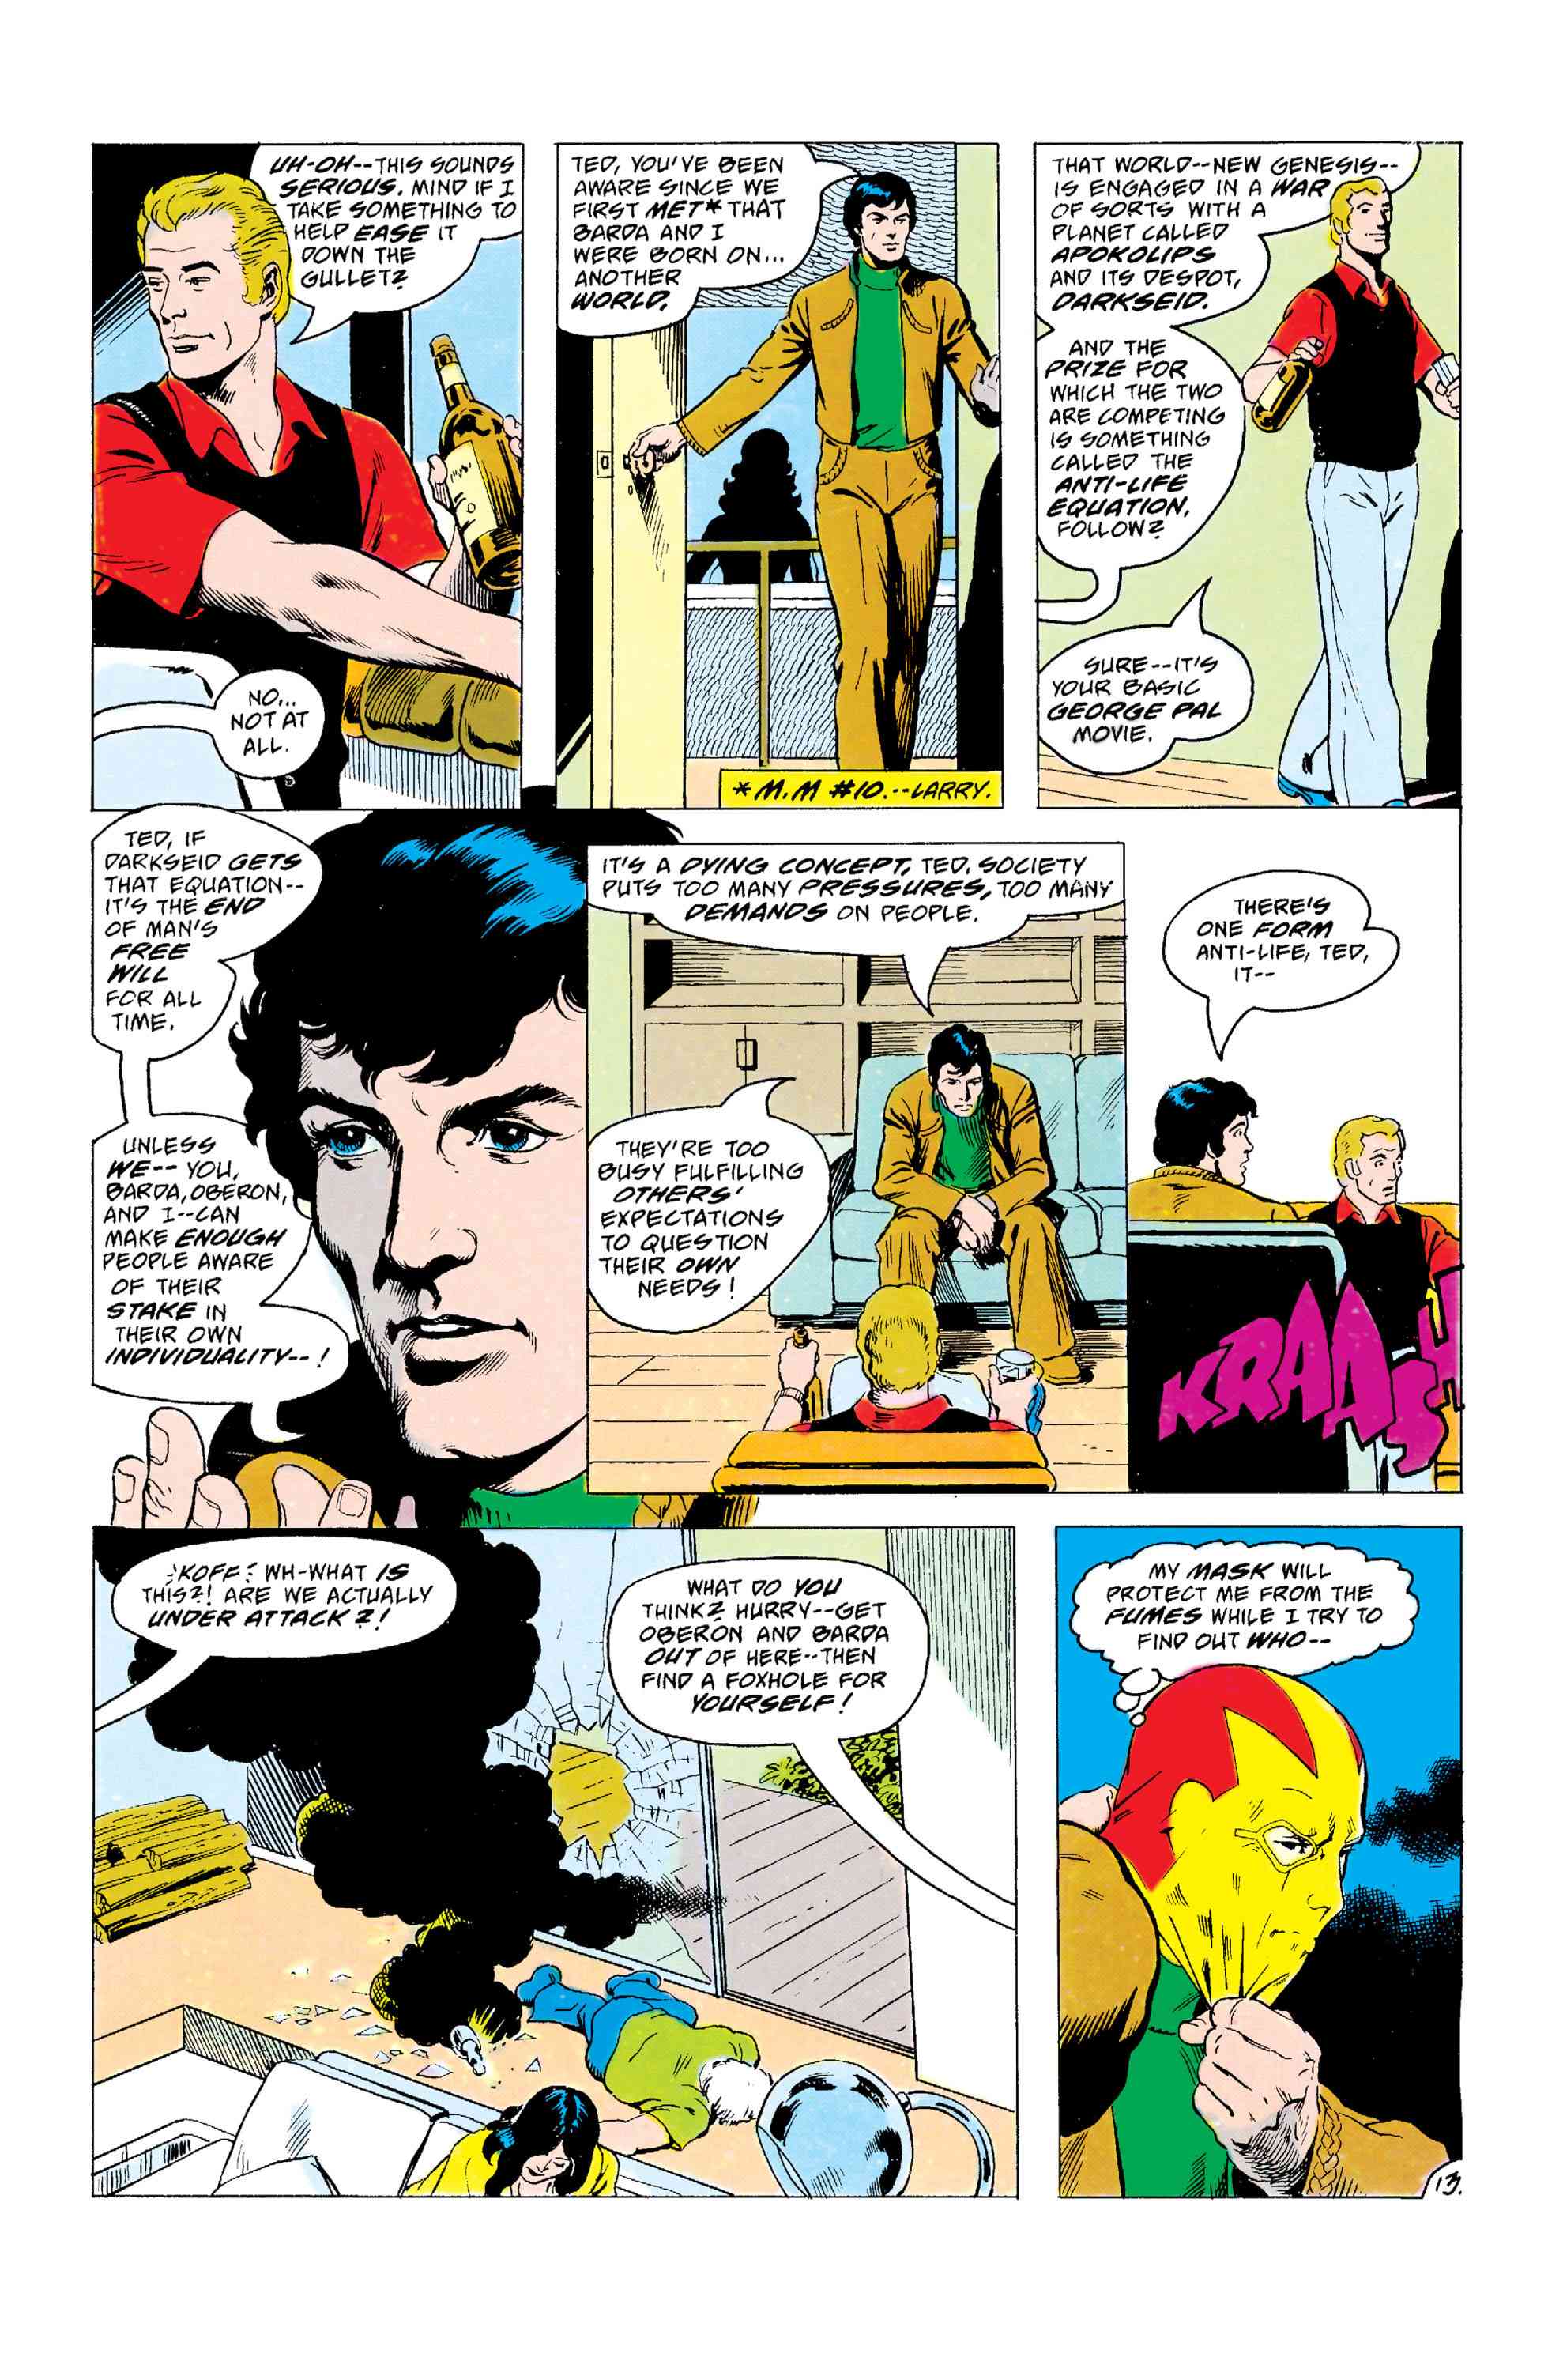 UH-OH--THIS SOUNDS
SERIOUS. MIND IF I
TAKE SOMETHING TO
HELP EASE IT
DOWN THE
GULLET?
NO...
NOT AT
ALL.
TED, YOU'VE BEEN
AWARE SINCE WE
FIRST MET* THAT
BARDA AND I
WERE BORN ON...
ANOTHER
WORLD.
* M.M #10.--LARRY.
THAT WORLD--NEW GENESIS--
IS ENGAGED IN A WAR
OF SORTS WITH A
PLANET CALLED
APOKOLIPS
AND ITS DESPOT,
DARKSEID.
AND THE
PRIZE FOR
WHICH THE TWO
ARE COMPETING
IS SOMETHING
CALLED THE
ANTI-LIFE
EQUATION,
FOLLOW?
SURE--IT'S
YOUR BASIC
GEORGE PAL
MOVIE.
TED, IF
DARKSEID GETS
THAT EQUATION--
IT'S THE END
OF MAN'S
FREE
WILL
FOR ALL
TIME.
UNLESS
WE-- YOU,
BARDA, OBERON,
AND I--CAN
MAKE ENOUGH
PEOPLE AWARE
OF THEIR
STAKE IN
THEIR OWN
INDIVIDUALITY--!
IT'S A DYING CONCEPT, TED. SOCIETY
PUTS TOO MANY PRESSURES, TOO MANY
DEMANDS ON PEOPLE.
THEY'RE TOO
BUSY FULFILLING
OTHERS'
EXPECTATIONS
TO QUESTION
THEIR OWN
NEEDS!
THERE'S
ONE FORM
ANTI-LIFE, TED,
IT--
KRAASH
KOFF WH-WHAT IS
THIS?! ARE WE ACTUALLY
UNDER ATTACK?!
WHAT DO YOU
THINK? HURRY--GET
OBERON AND BARDA
OUT OF HERE--THEN
FIND A FOXHOLE FOR
YOURSELF!
MY MASK WILL
PROTECT ME FROM THE
FUMES WHILE I TRY TO
FIND OUT WHO--
13.